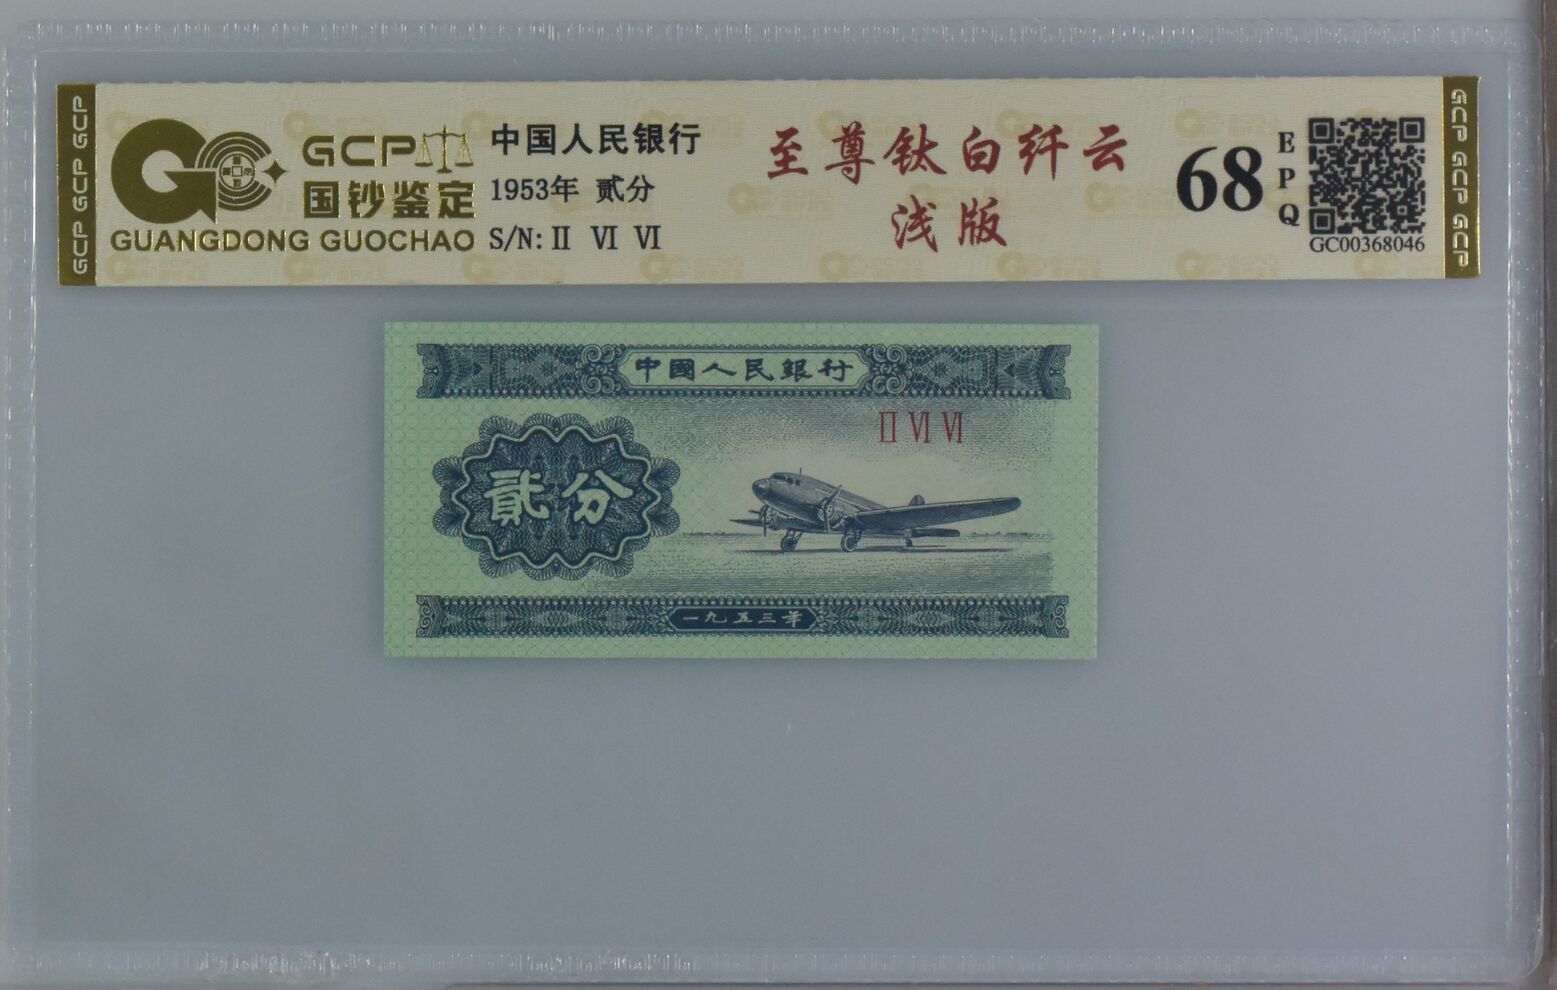 GCP GCP GCP
GCP
国钞鉴定
GUANGDONG GUOCHAO
中国人民银行
1953年 贰分
S/N: II VI VI
至尊钛白纤云
浅版
68
EPQ
GC00368046
GCP GCP GCP
中國人民銀行
II VI VI
貳分
一九五三年